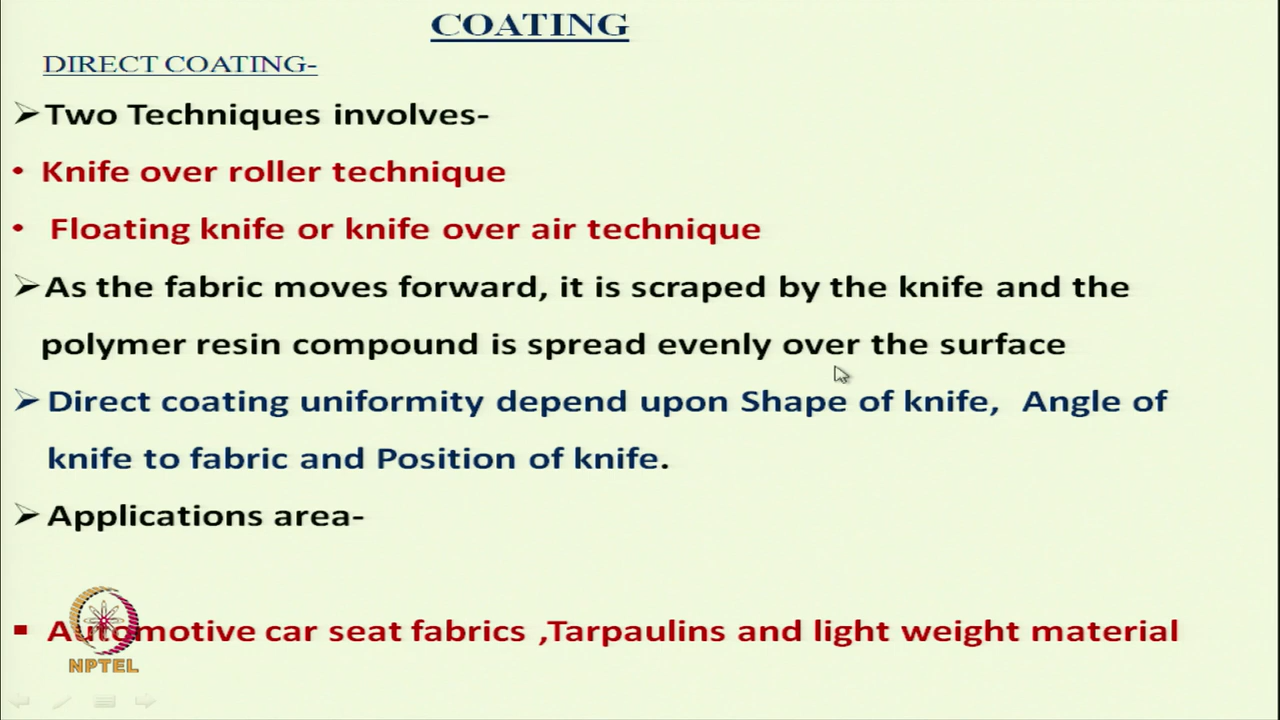 COATING
DIRECT COATING-
➢Two Techniques involves-
• Knife over roller technique
• Floating knife or knife over air technique
➢As the fabric moves forward, it is scraped by the knife and the
polymer resin compound is spread evenly over the surface
➢Direct coating uniformity depend upon Shape of knife, Angle of
knife to fabric and Position of knife.
➢Applications area-
▪ Automotive car seat fabrics ,Tarpaulins and light weight material
NPTEL